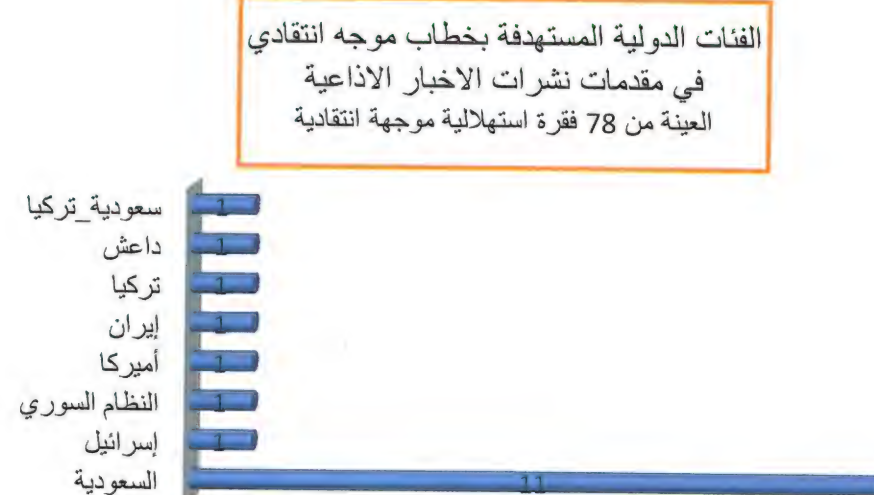 الفئات الدولية المستهدفة بخطاب موجه انتقادي
في مقدمات نشرات الاخبار الاذاعية
العينة من 78 فقرة استهلالية موجهة انتقادية
سعودية_تركيا 1
داعش 1
تركيا 1
إيران 1
أميركا 1
النظام السوري 1
إسرائيل 1
السعودية 11